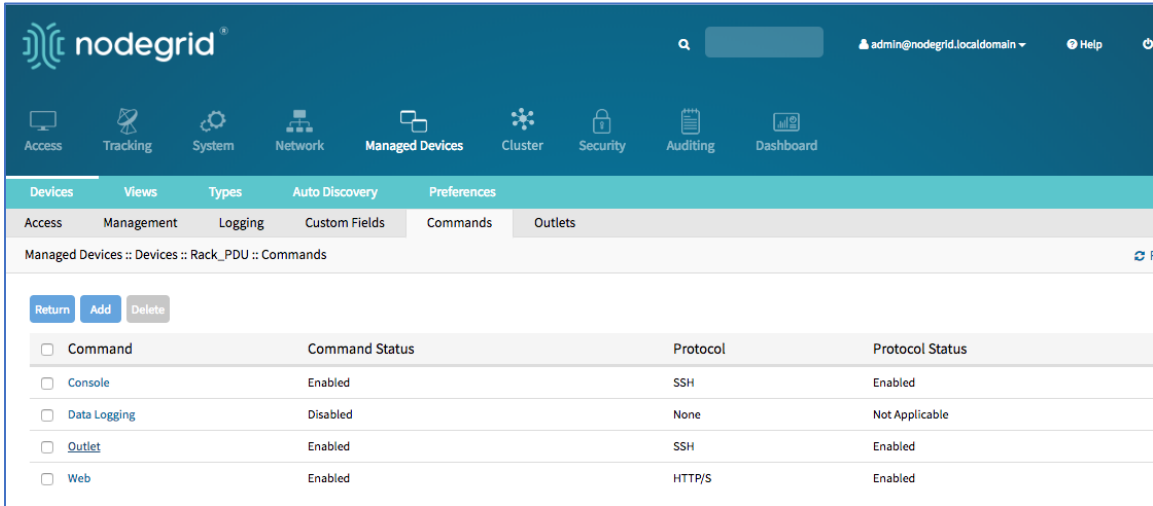 nodegrid®
admin@nodegrid.localdomain Help
Access Tracking System Network Managed Devices Cluster Security Auditing Dashboard
Devices Views Types Auto Discovery Preferences
Access Management Logging Custom Fields Commands Outlets
Managed Devices :: Devices :: Rack_PDU :: Commands
Return Add Delete
Command Command Status Protocol Protocol Status
Console Enabled SSH Enabled
Data Logging Disabled None Not Applicable
Outlet Enabled SSH Enabled
Web Enabled HTTP/S Enabled